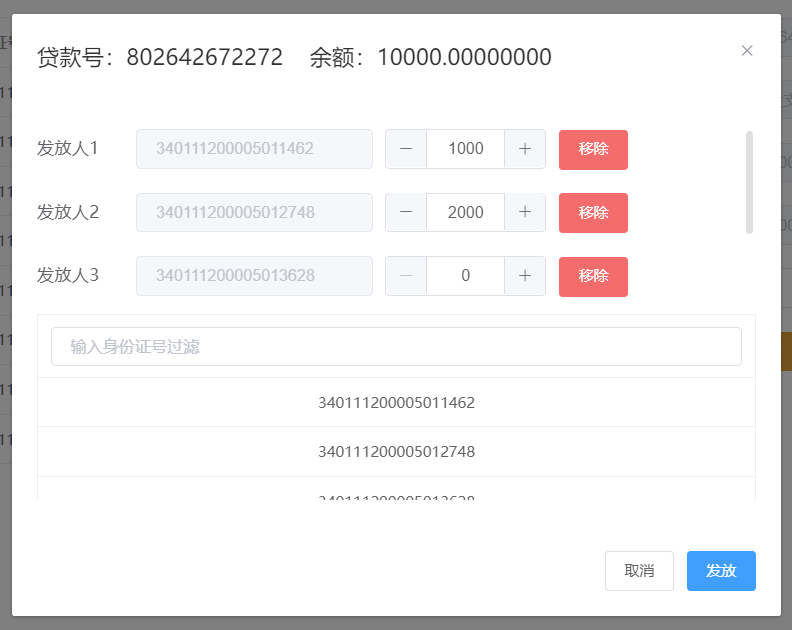 贷款号：802642672272 余额：10000.00000000
发放人1 340111200005011462 1000 移除
发放人2 340111200005012748 2000 移除
发放人3 340111200005013628 0 移除
输入身份证号过滤
340111200005011462
340111200005012748
340111200005013628
取消 发放